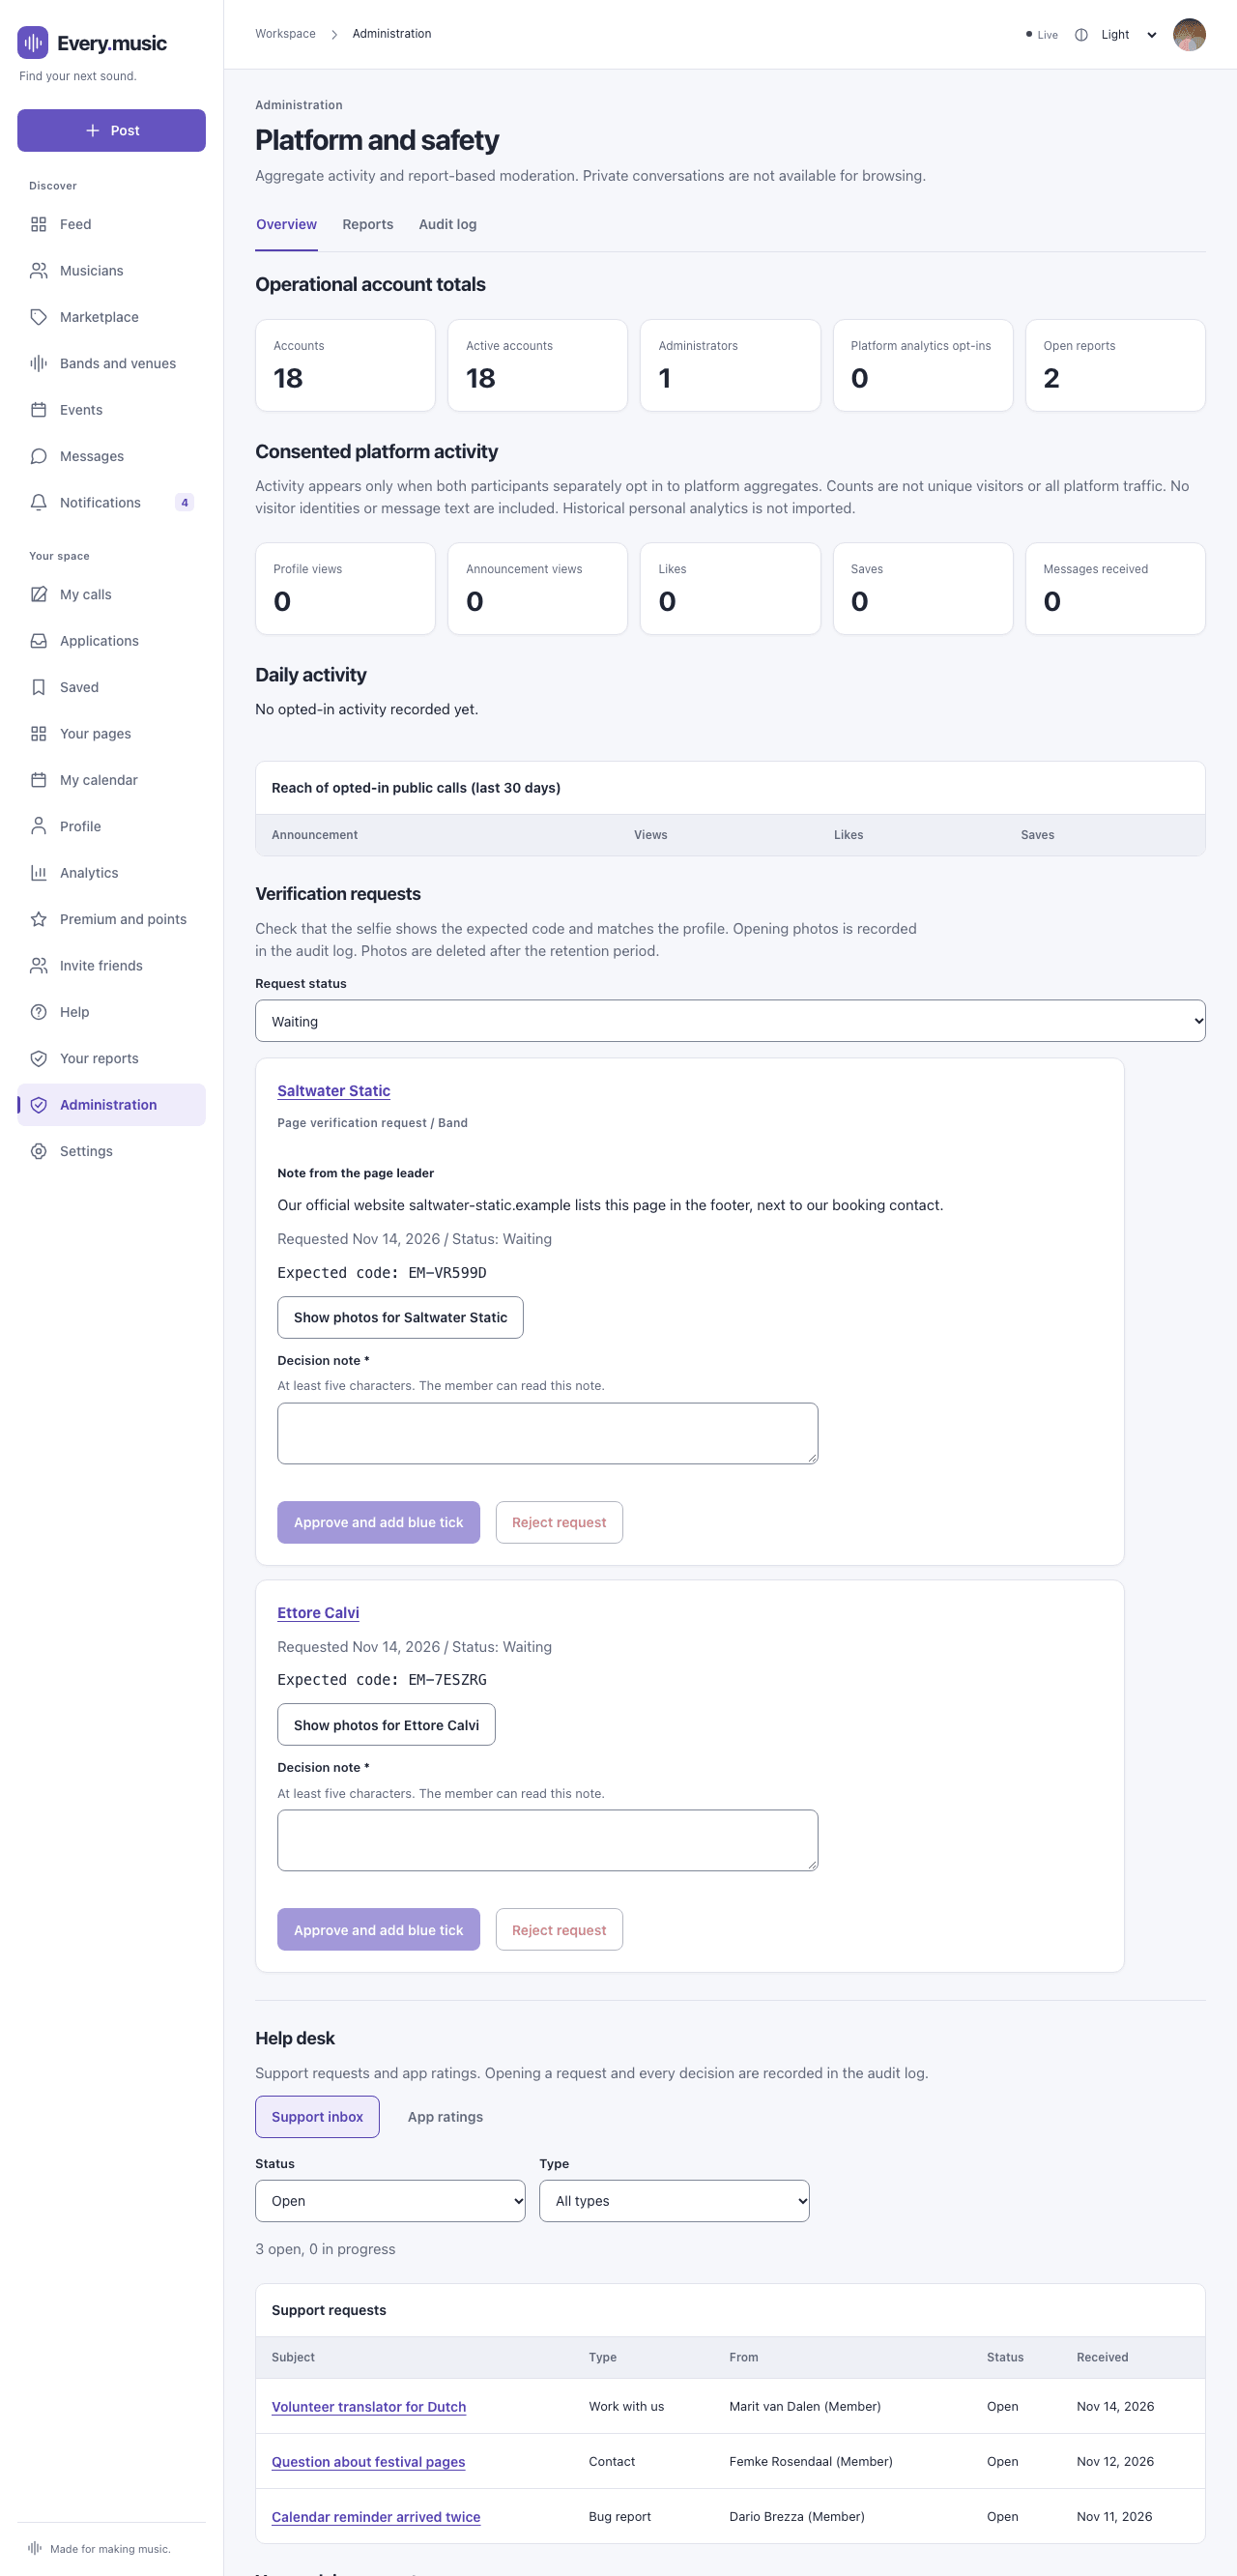 Every.music
Find your next sound.
Post
Discover
Feed
Musicians
Marketplace
Bands and venues
Events
Messages
Notifications 4
Your space
My calls
Applications
Saved
Your pages
My calendar
Profile
Analytics
Premium and points
Invite friends
Help
Your reports
Administration
Settings
Made for making music.
Workspace Administration
Live Light
Administration
Platform and safety
Aggregate activity and report-based moderation. Private conversations are not available for browsing.
Overview Reports Audit log
Operational account totals
Accounts Active accounts Administrators Platform analytics opt-ins Open reports
18 18 1 0 2
Consented platform activity
Activity appears only when both participants separately opt in to platform aggregates. Counts are not unique visitors or all platform traffic. No
visitor identities or message text are included. Historical personal analytics is not imported.
Profile views Announcement views Likes Saves Messages received
0 0 0 0 0
Daily activity
No opted-in activity recorded yet.
Reach of opted-in public calls (last 30 days)
Announcement Views Likes Saves
Verification requests
Check that the selfie shows the expected code and matches the profile. Opening photos is recorded
in the audit log. Photos are deleted after the retention period.
Request status
Waiting
Saltwater Static
Page verification request / Band
Note from the page leader
Our official website saltwater-static.example lists this page in the footer, next to our booking contact.
Requested Nov 14, 2026 / Status: Waiting
Expected code: EM-VR599D
Show photos for Saltwater Static
Decision note *
At least five characters. The member can read this note.
Approve and add blue tick Reject request
Ettore Calvi
Requested Nov 14, 2026 / Status: Waiting
Expected code: EM-7ESZRG
Show photos for Ettore Calvi
Decision note *
At least five characters. The member can read this note.
Approve and add blue tick Reject request
Help desk
Support requests and app ratings. Opening a request and every decision are recorded in the audit log.
Support inbox App ratings
Status Type
Open All types
3 open, 0 in progress
Support requests
Subject Type From Status Received
Volunteer translator for Dutch Work with us Marit van Dalen (Member) Open Nov 14, 2026
Question about festival pages Contact Femke Rosendaal (Member) Open Nov 12, 2026
Calendar reminder arrived twice Bug report Dario Brezza (Member) Open Nov 11, 2026